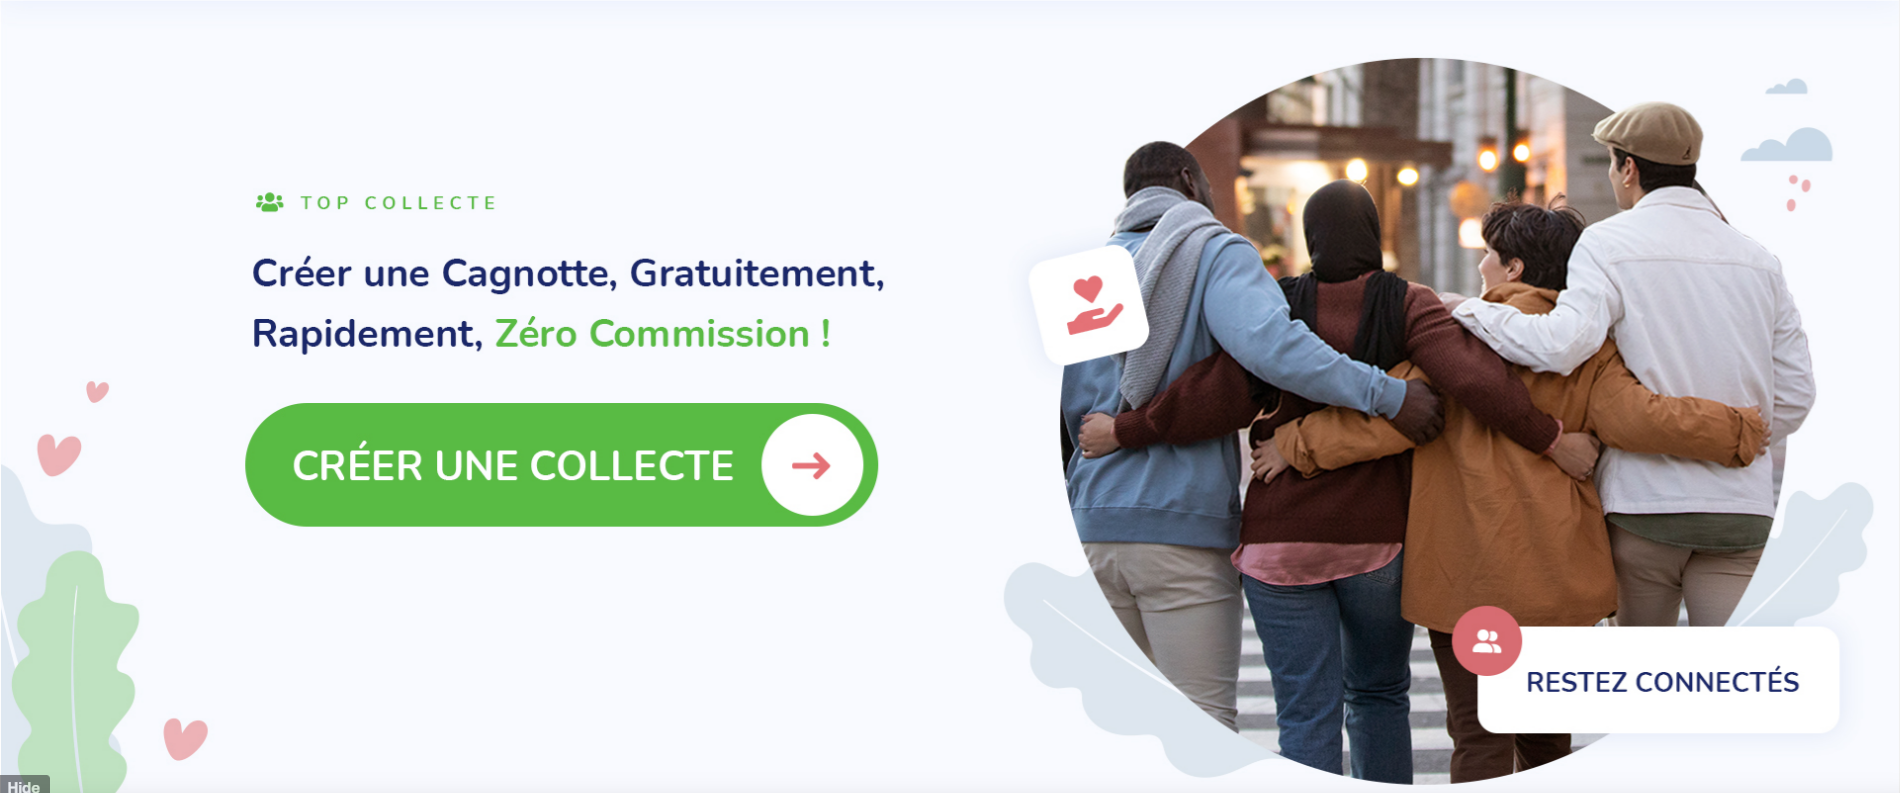 TOP COLLECTE
Créer une Cagnotte, Gratuitement,
Rapidement, Zéro Commission !
CRÉER UNE COLLECTE
RESTEZ CONNECTÉS
Hide